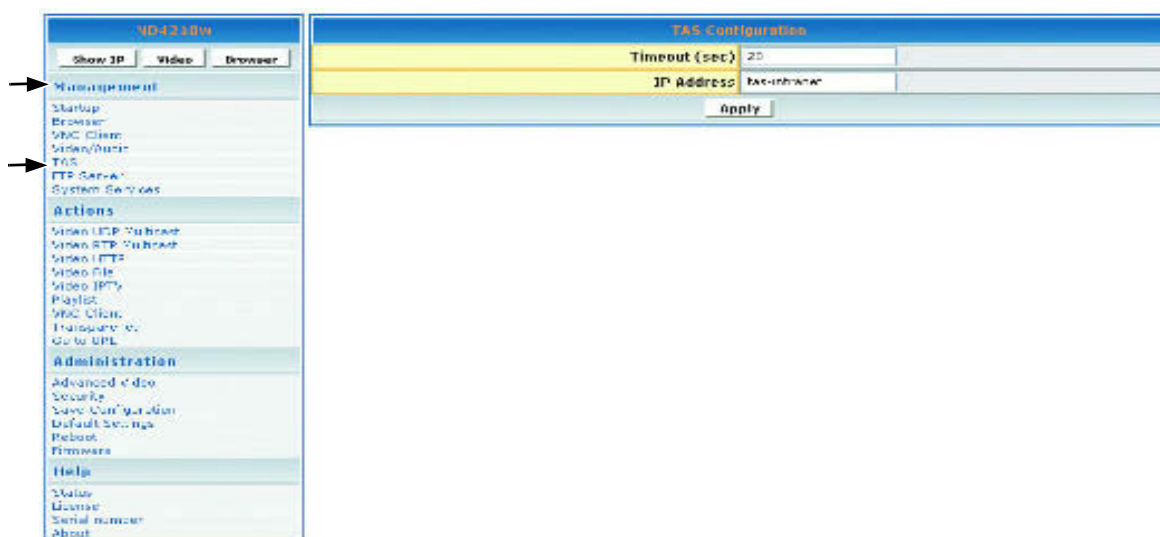 ND4210w
Show IP Video Browser
Management
Startup
Browser
VNC Client
Video/Audio
TAS
FTP Server
System Services
Actions
Video UDP Multicast
Video RTP Multicast
Video HTTP
Video File
Video IPTV
Playlist
VNC Client
Go to URL
Administration
Advanced Video
Security
Save Configuration
Default Settings
Reboot
Firmware
Help
Status
License
Serial number
About
TAS Configuration
Timeout (sec) 20
IP Address tas-intranet
Apply